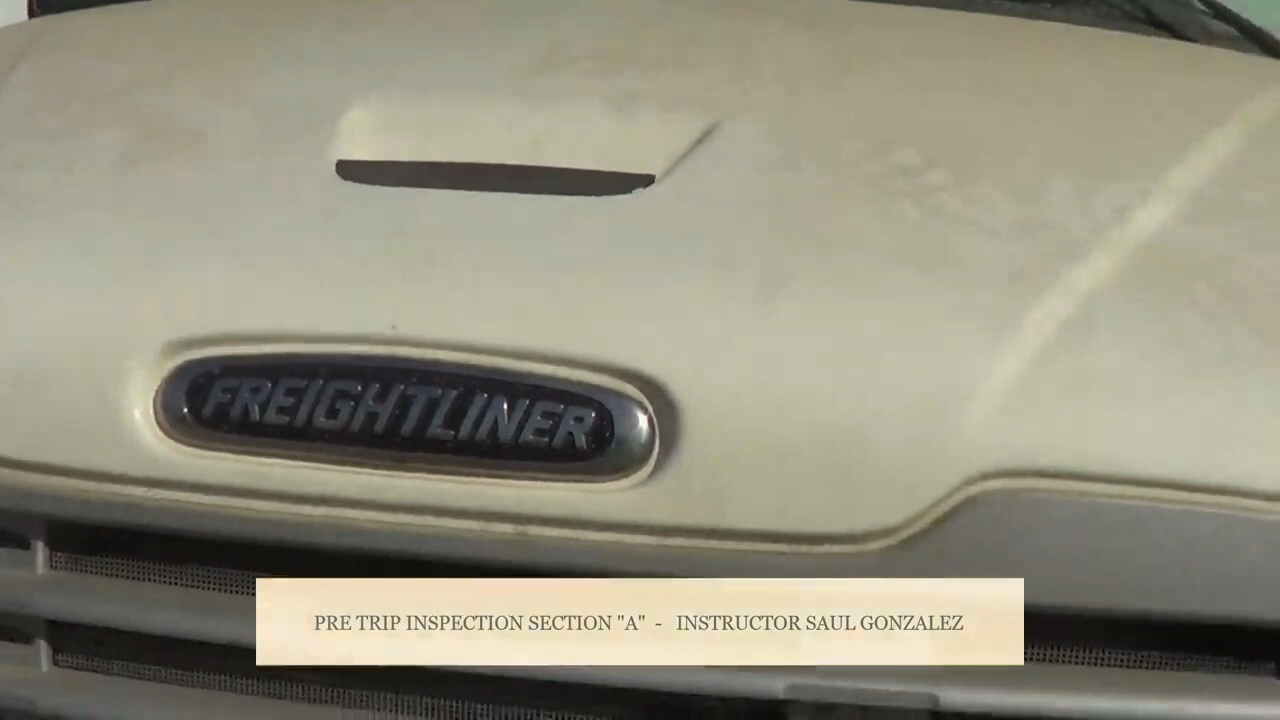 FREIGHTLINER
PRE TRIP INSPECTION SECTION "A" - INSTRUCTOR SAUL GONZALEZ